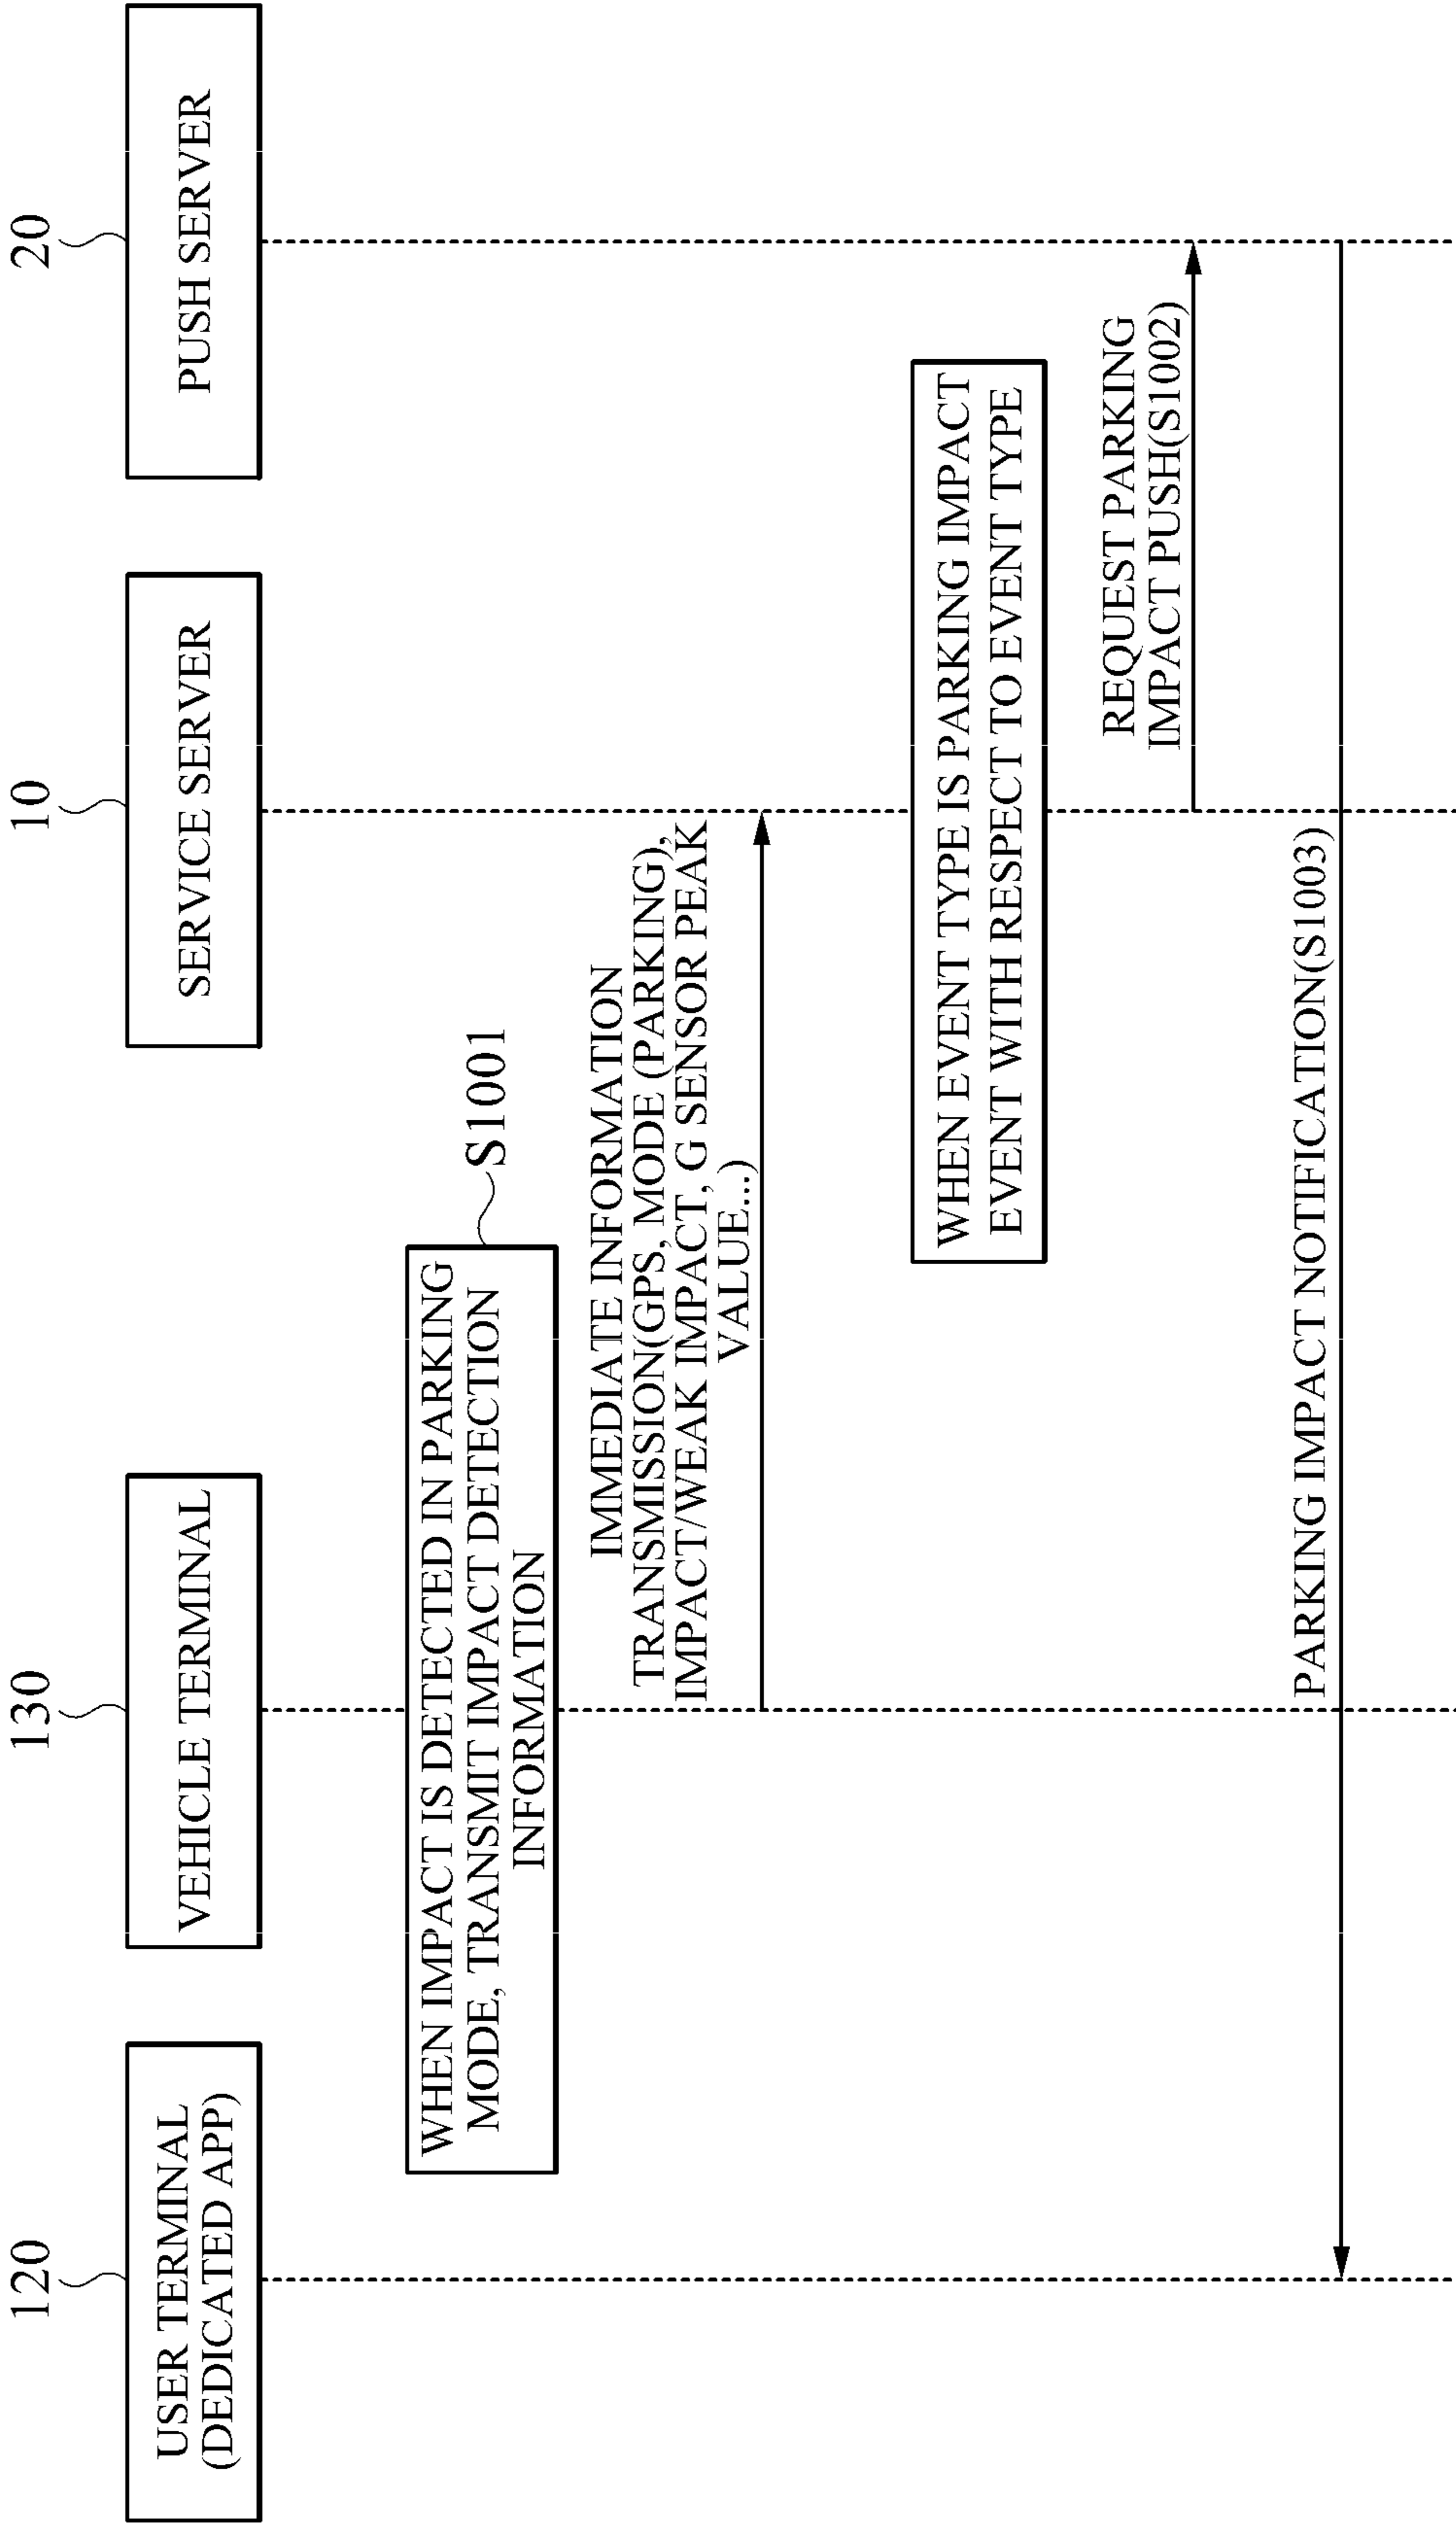 120
130
10
20
USER TERMINAL
(DEDICATED APP)
VEHICLE TERMINAL
SERVICE SERVER
PUSH SERVER
WHEN IMPACT IS DETECTED IN PARKING
MODE, TRANSMIT IMPACT DETECTION
INFORMATION
S1001
IMMEDIATE INFORMATION
TRANSMISSION(GPS, MODE (PARKING),
IMPACT/WEAK IMPACT, G SENSOR PEAK
VALUE...)
WHEN EVENT TYPE IS PARKING IMPACT
EVENT WITH RESPECT TO EVENT TYPE
REQUEST PARKING
IMPACT PUSH(S1002)
PARKING IMPACT NOTIFICATION(S1003)